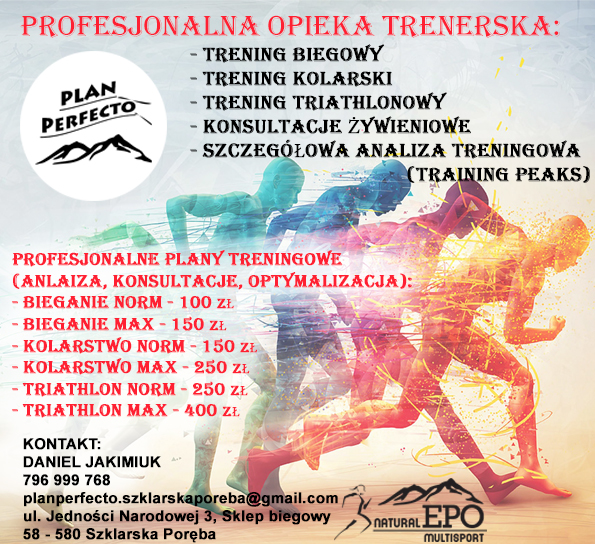 PROFESJONALNA OPIEKA TRENERSKA:
- TRENING BIEGOWY
- TRENING KOLARSKI
- TRENING TRIATHLONOWY
- KONSULTACJE ŻYWIENIOWE
- SZCZEGÓŁOWA ANALIZA TRENINGOWA
(TRAINING PEAKS)
PLAN
PERFECTO
PROFESJONALNE PLANY TRENINGOWE
(ANLAIZA, KONSULTACJE, OPTYMALIZACJA):
- BIEGANIE NORM - 100 ZŁ
- BIEGANIE MAX - 150 ZŁ
- KOLARSTWO NORM - 150 ZŁ
- KOLARSTWO MAX - 250 ZŁ
- TRIATHLON NORM - 250 ZŁ
- TRIATHLON MAX - 400 ZŁ
KONTAKT:
DANIEL JAKIMIUK
796 999 768
planperfecto.szklarskaporeba@gmail.com
ul. Jedności Narodowej 3, Sklep biegowy
58 - 580 Szklarska Poręba
NATURAL EPO
MULTISPORT